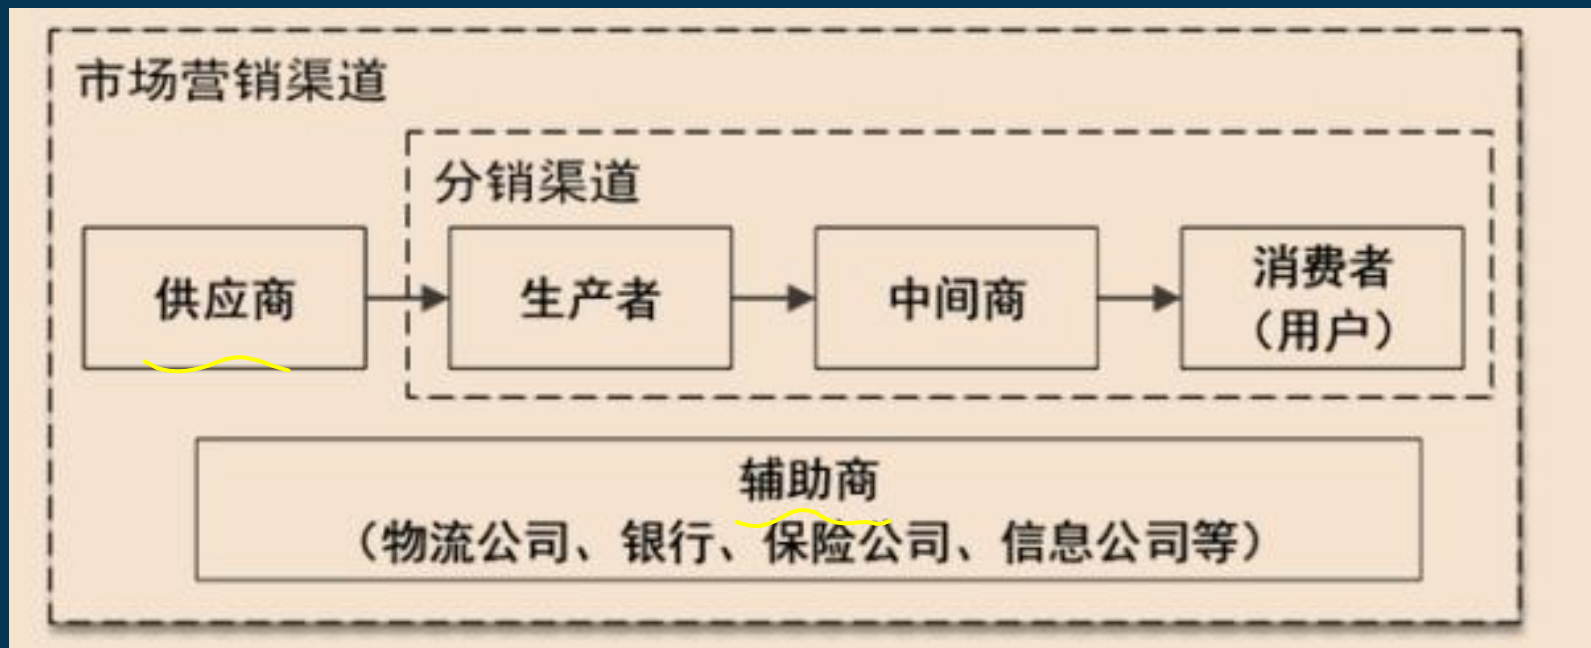 市场营销渠道
分销渠道
供应商
生产者
中间商
消费者
（用户）
辅助商
（物流公司、银行、保险公司、信息公司等）